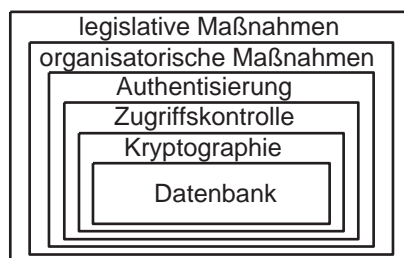 legislative Maßnahmen
organisatorische Maßnahmen
Authentisierung
Zugriffskontrolle
Kryptographie
Datenbank